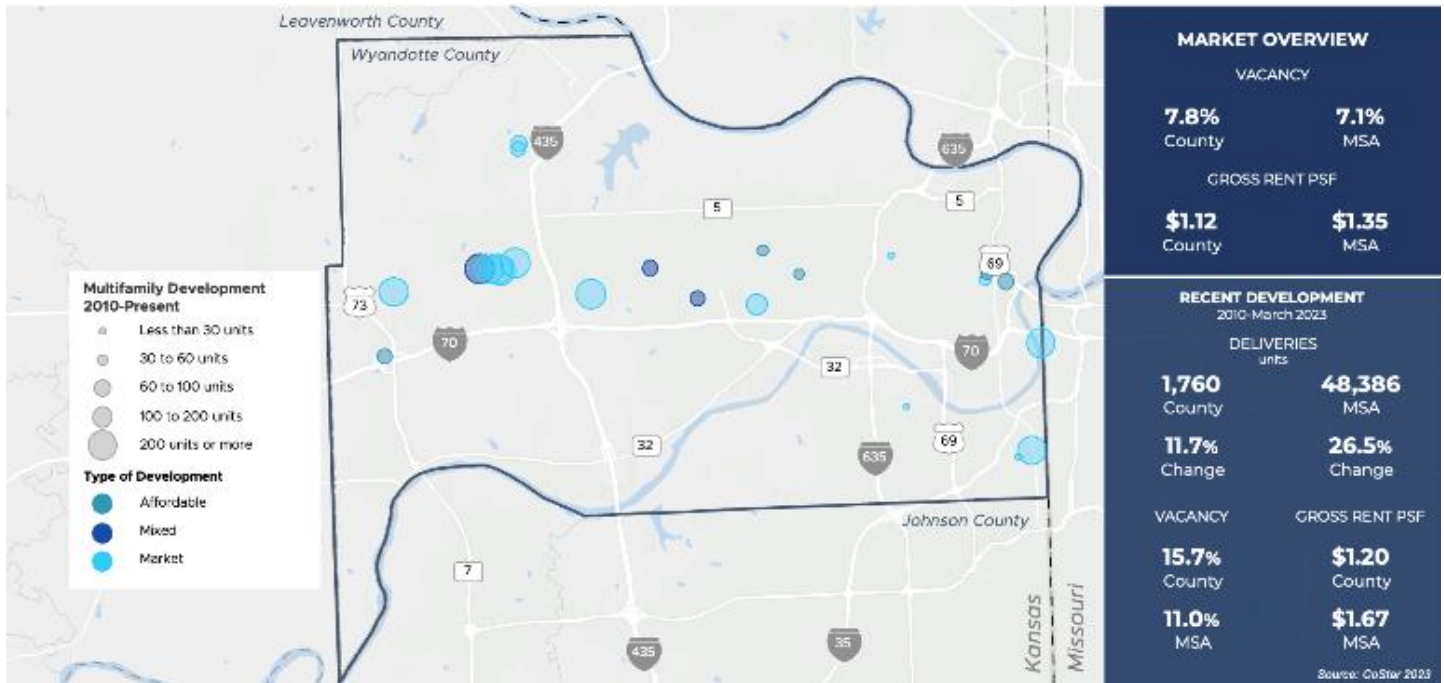 Leavenworth County
Wyandotte County
435
635
5
5
69
73
70
70
32
32
69
635
Johnson County
7
435
35
Kansas
Missouri
Multifamily Development
2010-Present
Less than 30 units
30 to 60 units
60 to 100 units
100 to 200 units
200 units or more
Type of Development
Affordable
Mixed
Market
MARKET OVERVIEW
VACANCY
7.8% 7.1%
County MSA
GROSS RENT PSF
$1.12 $1.35
County MSA
RECENT DEVELOPMENT
2010-March 2023
DELIVERIES
units
1,760 48,386
County MSA
11.7% 26.5%
Change Change
VACANCY GROSS RENT PSF
15.7% $1.20
County County
11.0% $1.67
MSA MSA
Source: CoStar 2023